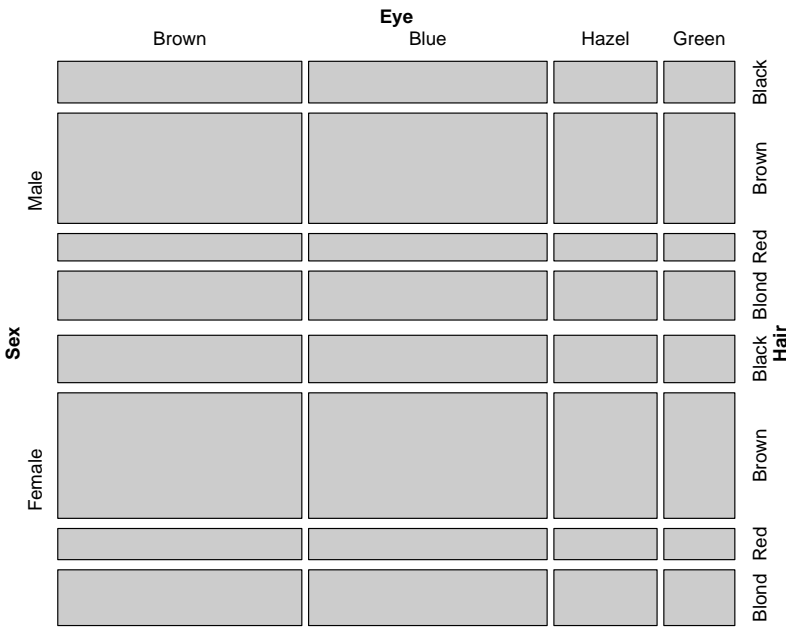 Eye
Brown Blue Hazel Green
Sex
Male
Female
Black
Brown
Red
Blond
Black
Brown
Red
Blond
Hair